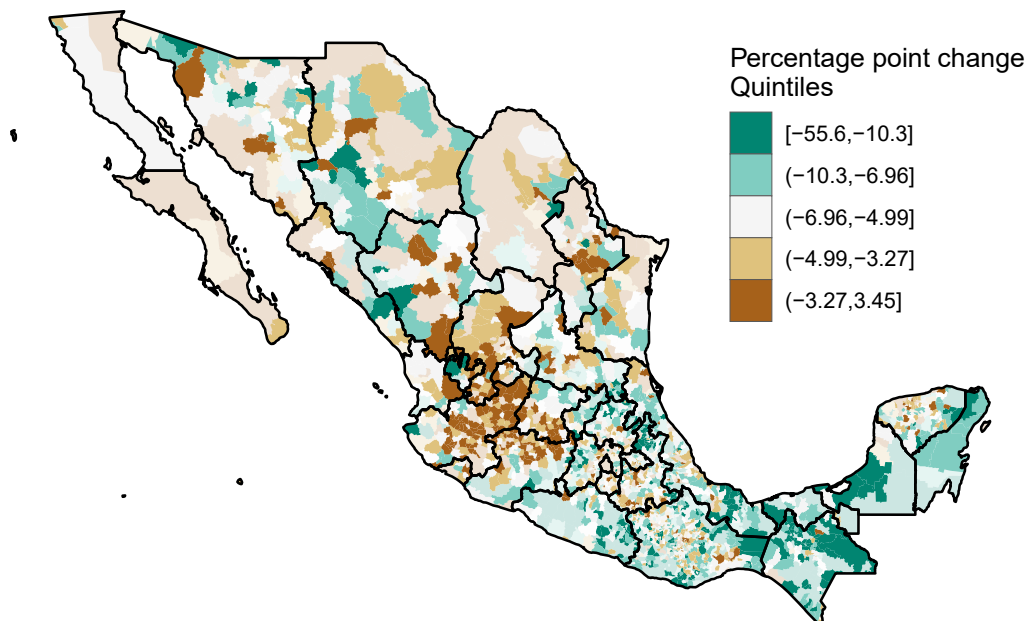 Percentage point change
Quintiles
[−55.6,−10.3]
(−10.3,−6.96]
(−6.96,−4.99]
(−4.99,−3.27]
(−3.27,3.45]